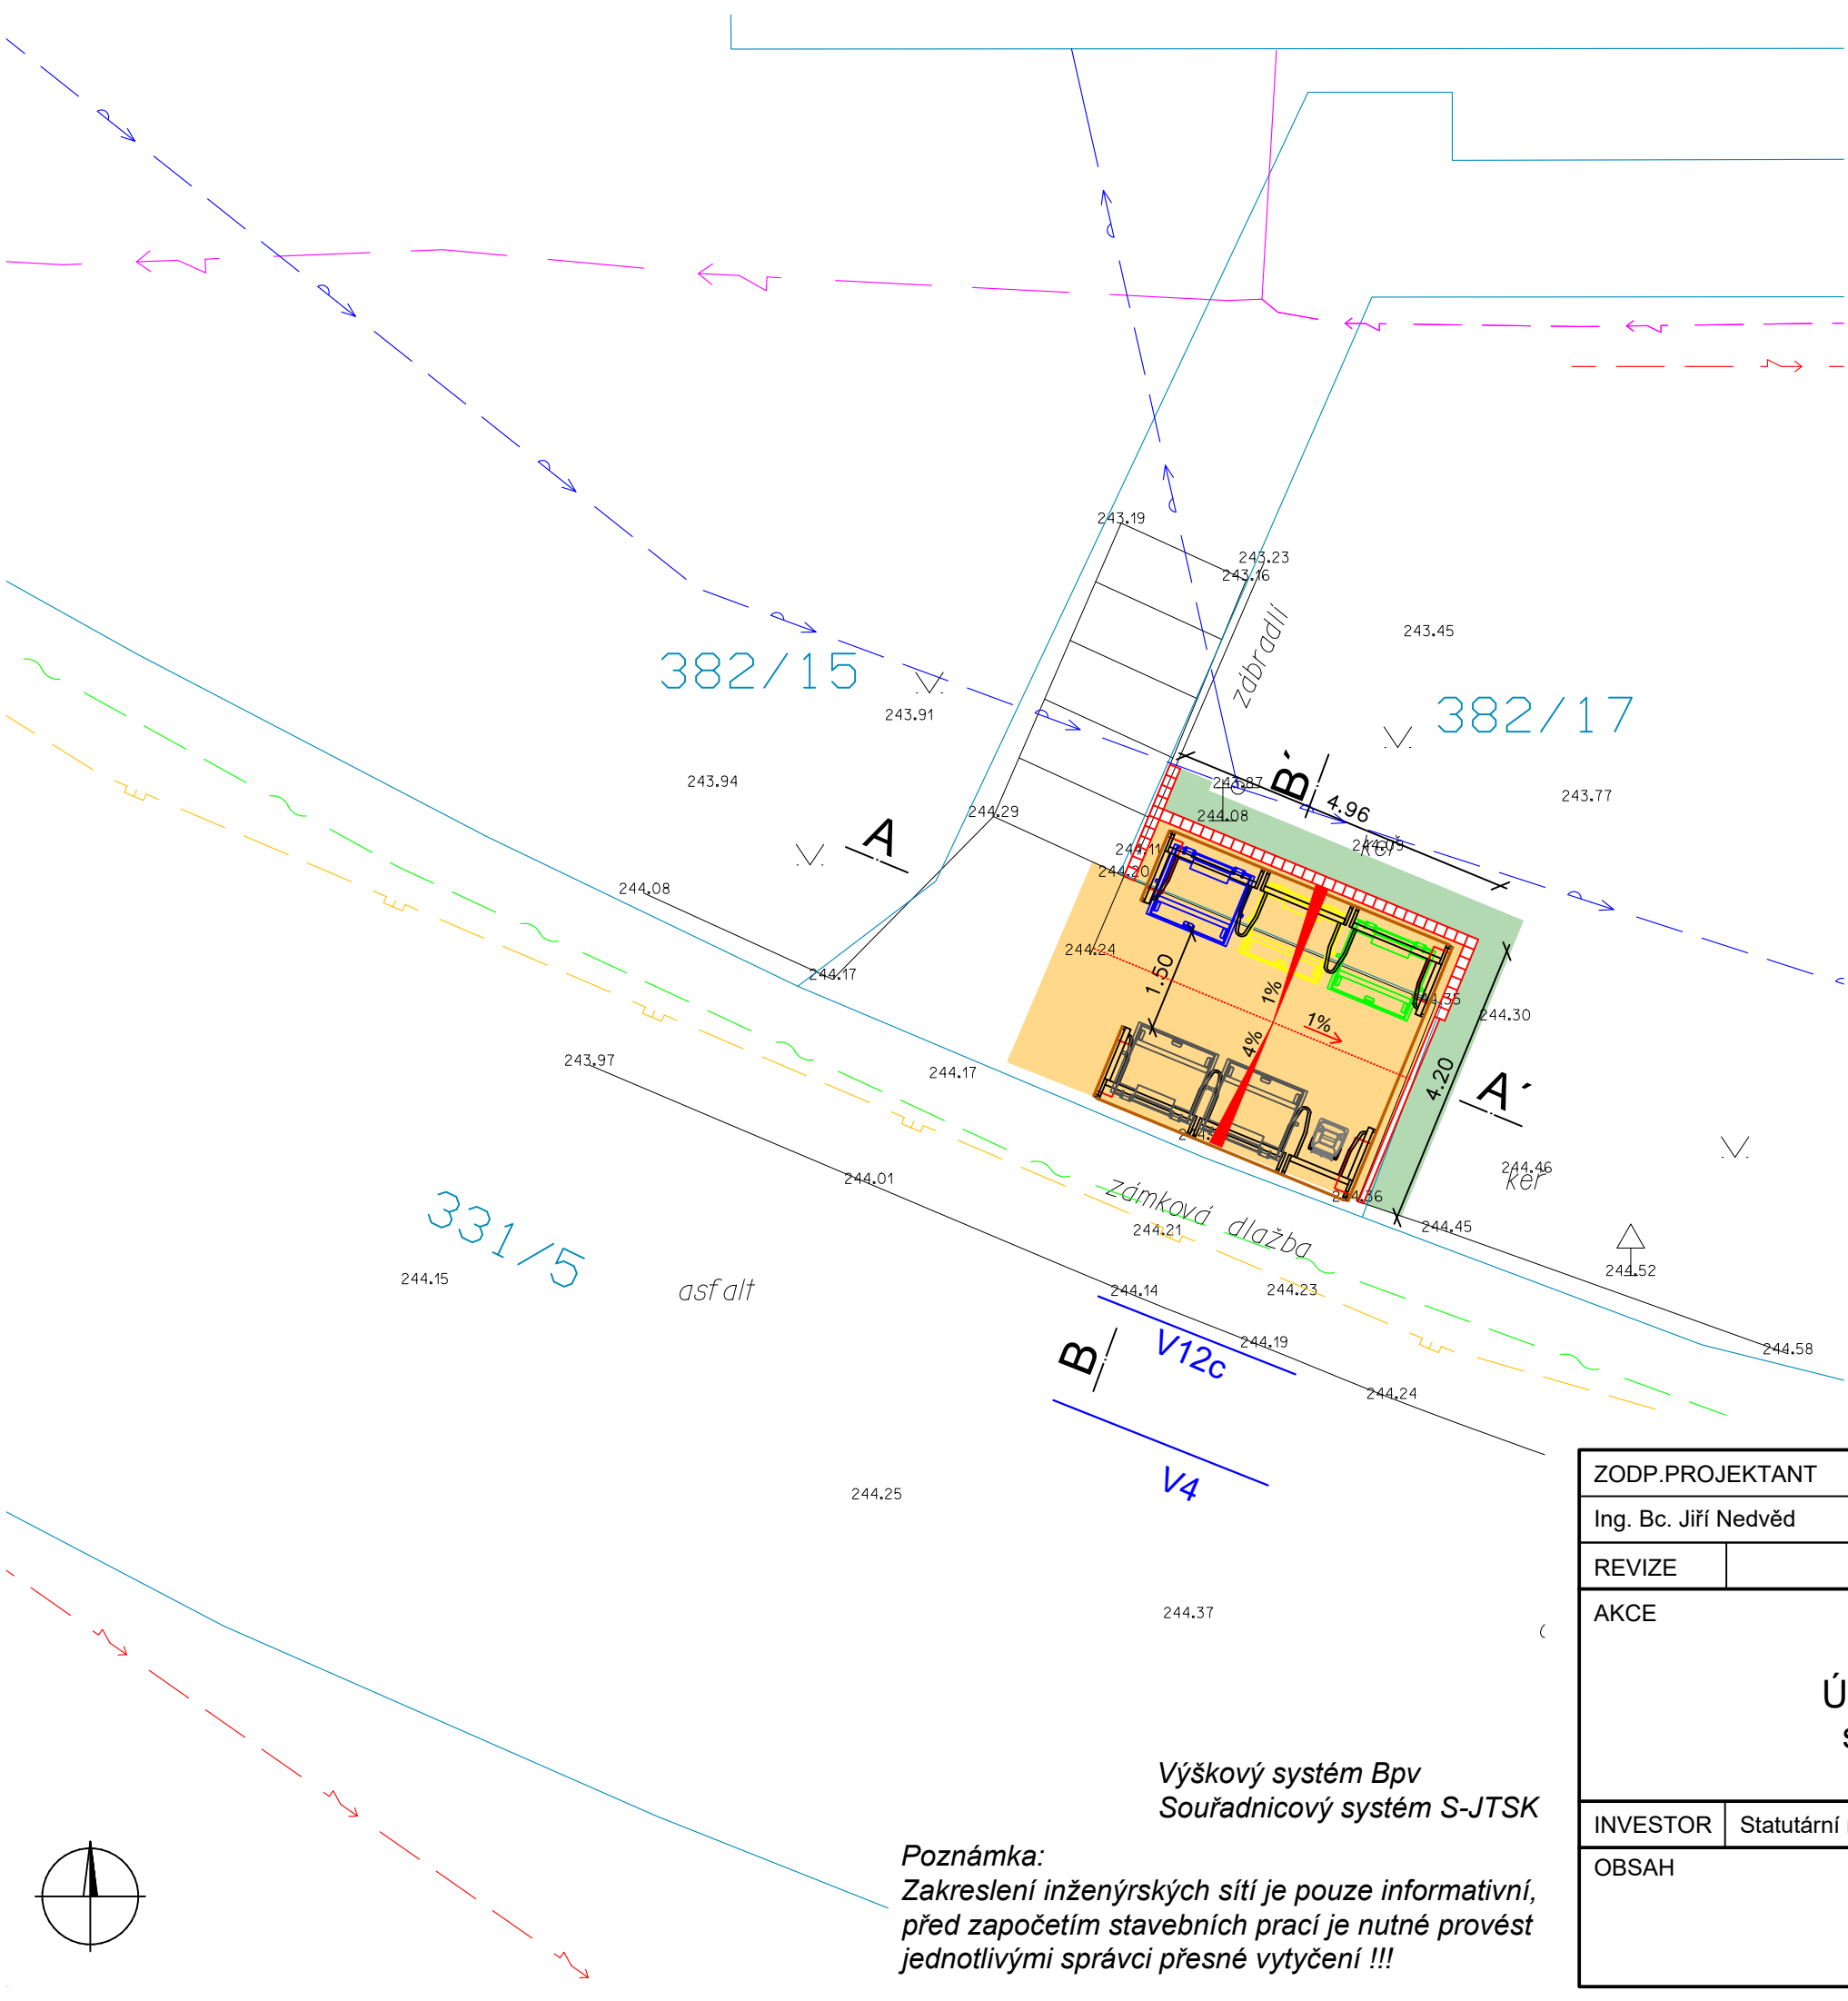 243.19
243.23
243.16
zábradlí
243.45
382/15
382/17
243.91
243.94
243.87
B´
4.96
243.77
244.29
244.08
A
keř
244.09
244.11
244.20
244.08
244.24
244.17
1.50
1%
1%
4%
244.30
4.20
A´
243.97
244.17
244.01
244.46
keř
244.36
244.45
zámková dlažba
244.21
331/5
244.15
asfalt
244.14
244.23
244.52
B
V12c
244.19
244.58
244.24
V4
244.25
244.37
ZODP.PROJEKTANT
Ing. Bc. Jiří Nedvěd
REVIZE
AKCE
Výškový systém Bpv
Souřadnicový systém S-JTSK
INVESTOR
Statutární
OBSAH
Poznámka:
Zakreslení inženýrských sítí je pouze informativní,
před započetím stavebních prací je nutné provést
jednotlivými správci přesné vytyčení !!!